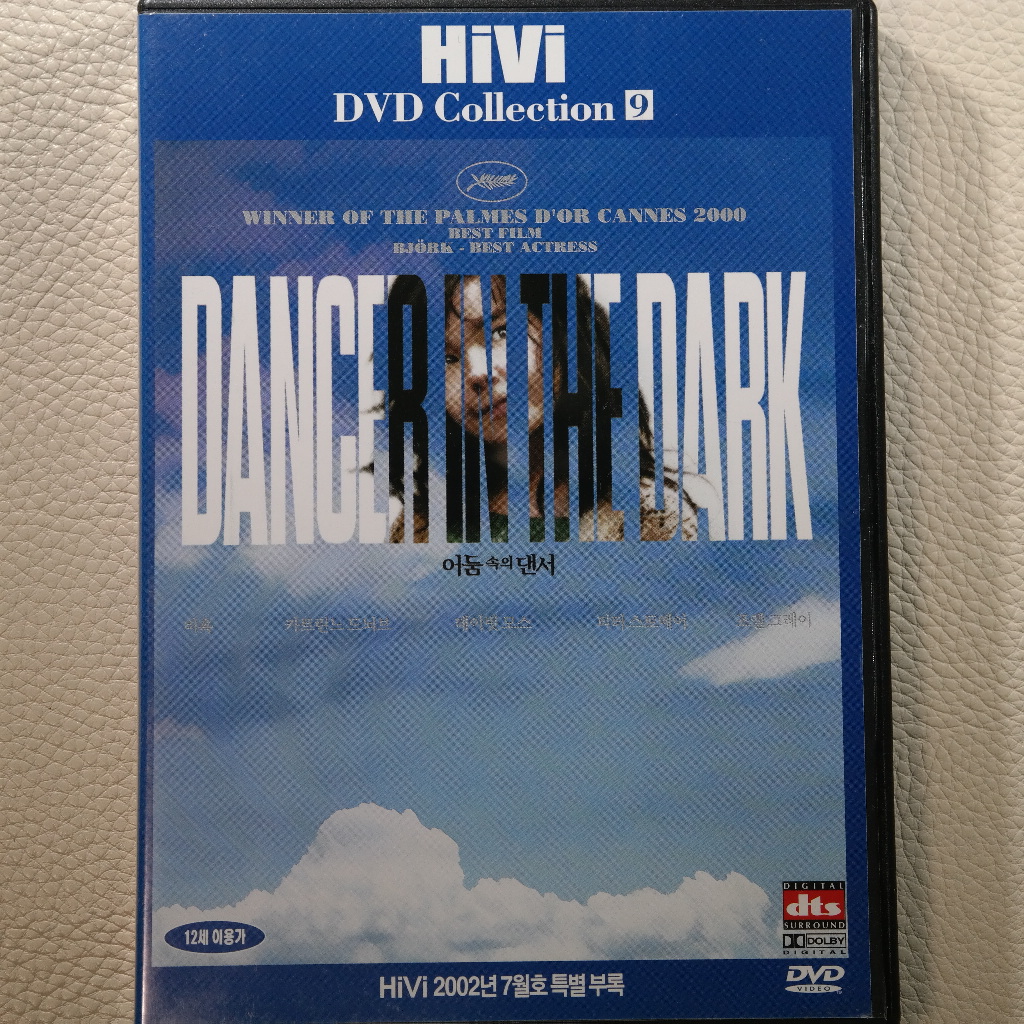 HiVi
DVD Collection 9
WINNER OF THE PALMES D'OR CANNES 2000
BEST FILM
BJÖRK - BEST ACTRESS
DANCER IN THE DARK
어둠 속의 댄서
DIGITAL
dts
SURROUND
DOLBY
DIGITAL
12세 이용가
DVD
VIDEO
HiVi 2002년 7월호 특별 부록